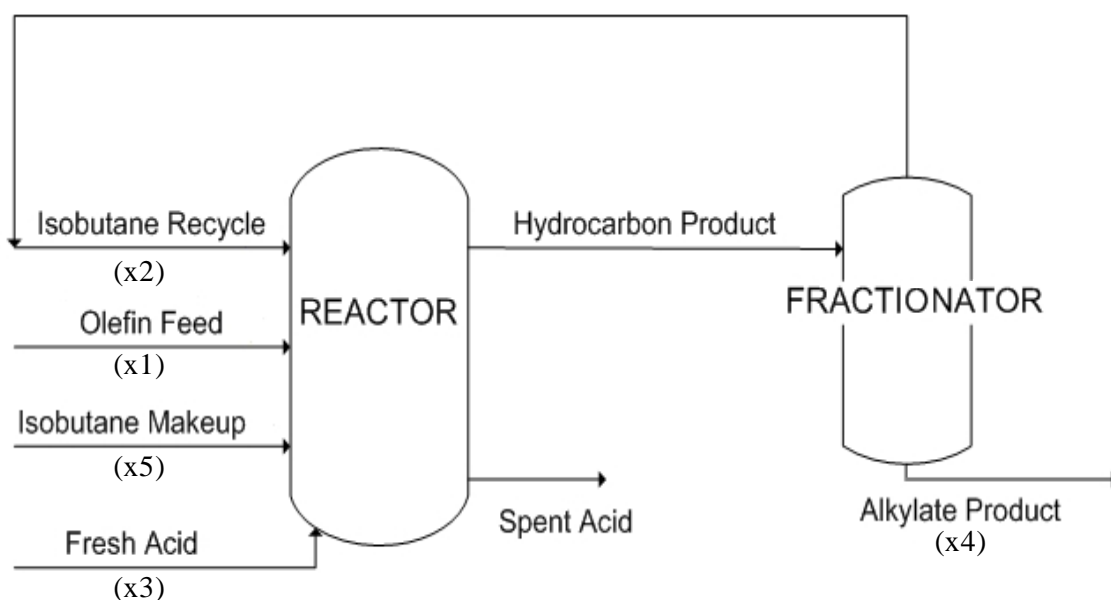 Isobutane Recycle
(x2)
Hydrocarbon Product
REACTOR
FRACTIONATOR
Olefin Feed
(x1)
Isobutane Makeup
(x5)
Spent Acid
Alkylate Product
(x4)
Fresh Acid
(x3)